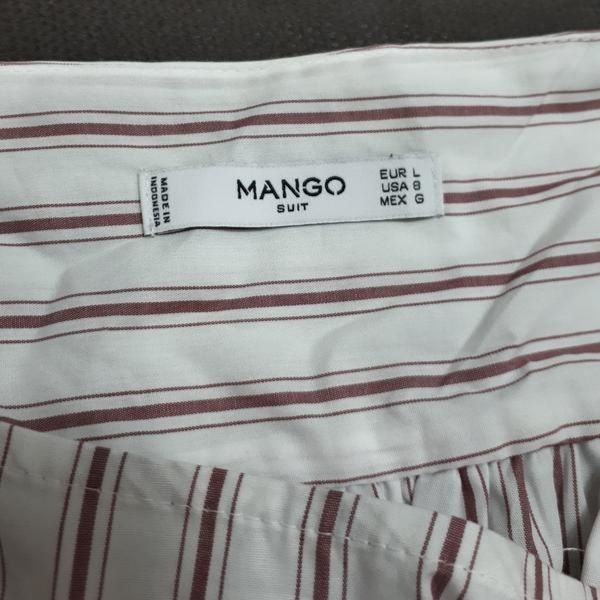 MADE IN
INDONESIA
MANGO
SUIT
EUR L
USA 8
MEX G